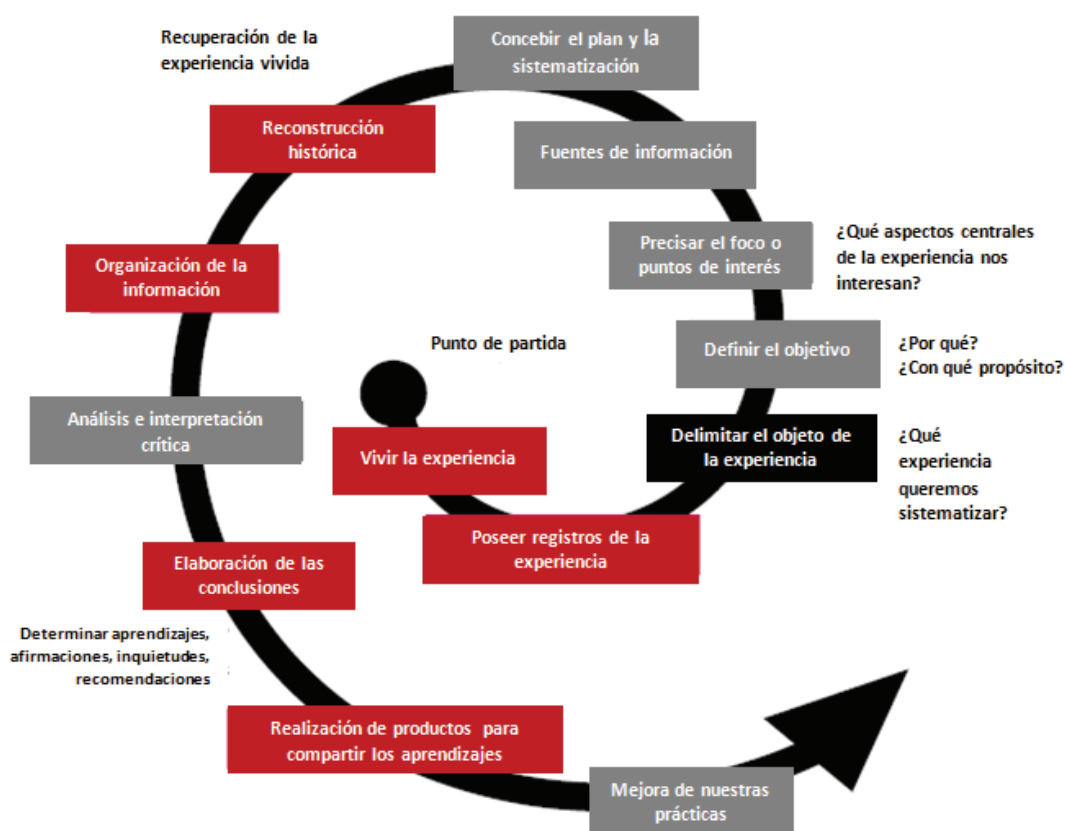 Recuperación de la
experiencia vivida
Concebir el plan y la
sistematización
Reconstrucción
histórica
Fuentes de información
Precisar el foco o
puntos de interés
¿Qué aspectos centrales
de la experiencia nos
interesan?
Organización de la
información
Punto de partida
Definir el objetivo
¿Por qué?
¿Con qué propósito?
Análisis e interpretación
crítica
Vivir la experiencia
Delimitar el objeto de
la experiencia
¿Qué
experiencia
queremos
sistematizar?
Poseer registros de la
experiencia
Elaboración de las
conclusiones
Determinar aprendizajes,
afirmaciones, inquietudes,
recomendaciones
Realización de productos para
compartir los aprendizajes
Mejora de nuestras
prácticas